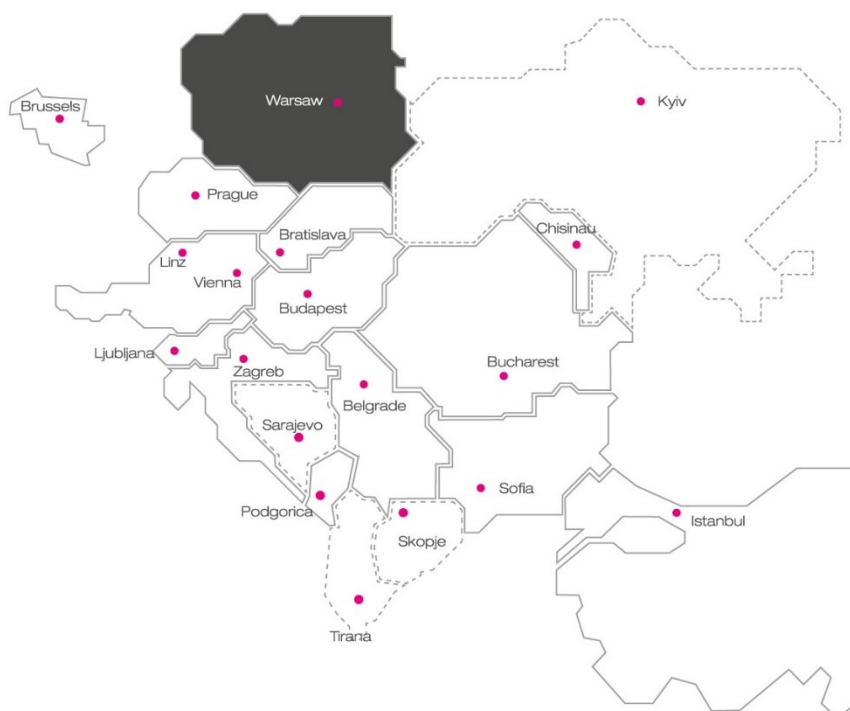 Warsaw
Kyiv
Brussels
Prague
Bratislava
Chisinau
Linz
Vienna
Budapest
Ljubljana
Zagreb
Bucharest
Belgrade
Sarajevo
Sofia
Podgorica
Istanbul
Skopje
Tirana